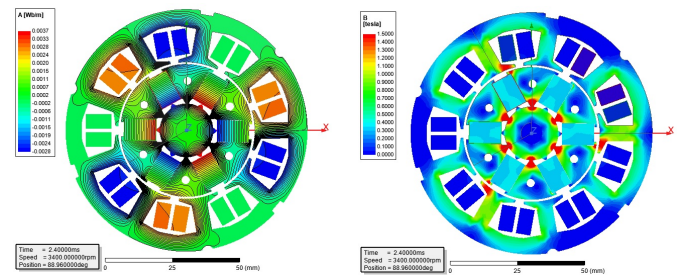 A [Wb/m]
0.0037
0.0033
0.0028
0.0024
0.0020
0.0015
0.0011
0.0007
0.0002
-0.0002
-0.0006
-0.0011
-0.0015
-0.0019
-0.0024
-0.0028
X
Z
Time = 2.40000ms
Speed = 3400.000000rpm
Position = 88.960000deg
0 25 50 (mm)
B [tesla]
1.5000
1.4000
1.3000
1.2000
1.1000
1.0000
0.9000
0.8000
0.7000
0.6000
0.5000
0.4000
0.3000
0.2000
0.1000
0.0000
X
Z
Time = 2.40000ms
Speed = 3400.000000rpm
Position = 88.960000deg
0 25 50 (mm)